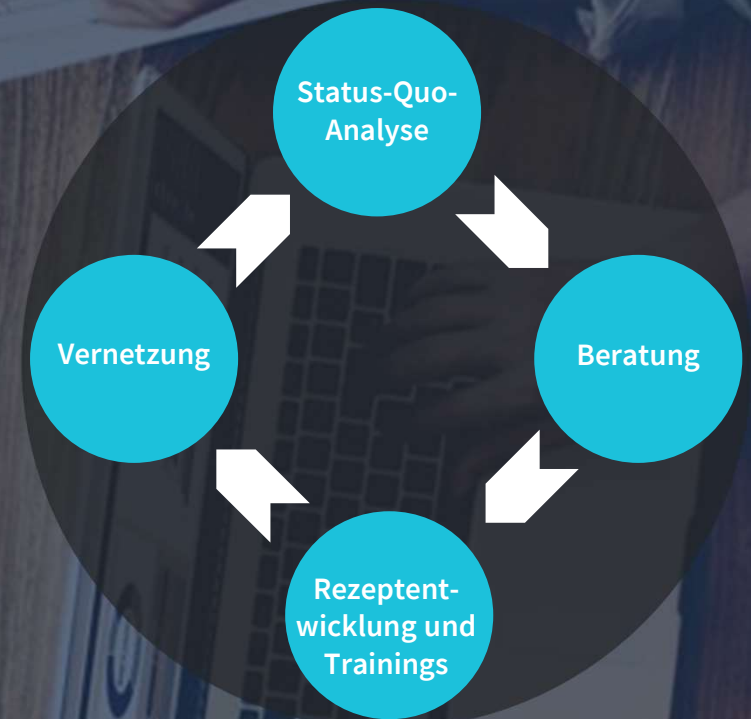 Status-Quo-
Analyse
Vernetzung
Beratung
Rezeptent-
wicklung und
Trainings